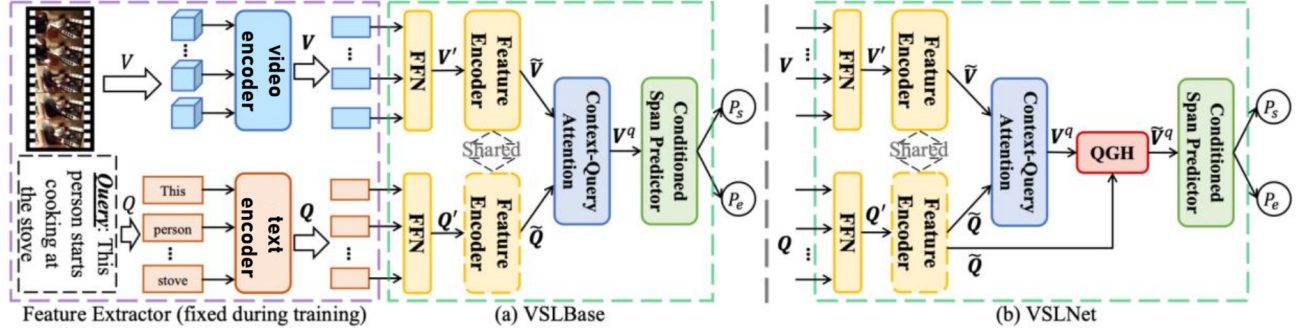 V
video
encoder
V
Query: This
person starts
cooking at
the stove
Q
This
person
...
stove
text
encoder
Q
...
Feature Extractor (fixed during training)
FFN
V′
Feature
Encoder
Ṽ
Shared
FFN
Q′
Feature
Encoder
Q̃
Context-Query
Attention
V^q
Conditioned
Span Predictor
P_s
P_e
(a) VSLBase
V
...
FFN
V′
Feature
Encoder
Ṽ
Shared
Q
...
FFN
Q′
Feature
Encoder
Q̃
Q̃
Context-Query
Attention
V^q
QGH
Ṽ^q
Conditioned
Span Predictor
P_s
P_e
(b) VSLNet